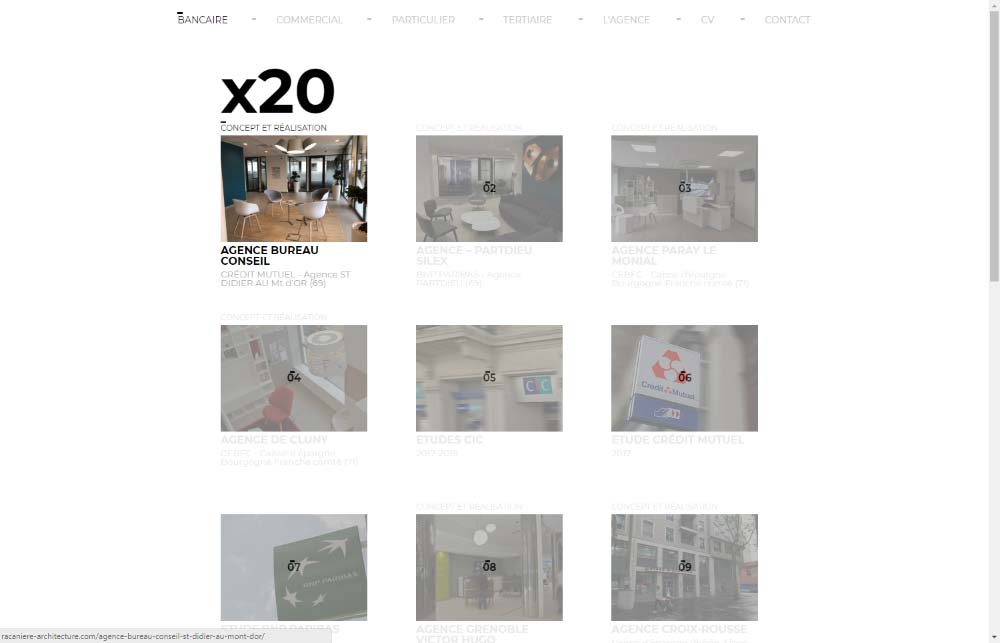 BANCAIRE - COMMERCIAL - PARTICULIER - TERTIAIRE - L'AGENCE - CV - CONTACT
x20
CONCEPT ET RÉALISATION
CONCEPT ET RÉALISATION
CONCEPT ET RÉALISATION
02
03
AGENCE BUREAU
CONSEIL
CRÉDIT MUTUEL - Agence ST
DIDIER AU Mt d'OR (69)
AGENCE – PARTDIEU
SILEX
BNP PARIBAS - Agence
PARTDIEU (69)
AGENCE PARAY LE
MONIAL
CEBFC - Caisse d'épargne
Bourgogne Franche comté (71)
CONCEPT ET RÉALISATION
04
05
CIC
06
Crédit Mutuel
AGENCE DE CLUNY
CEBFC - Caisse d'épargne
Bourgogne Franche comté (71)
ETUDES CIC
2017-2018
ETUDE CRÉDIT MUTUEL
2017
CONCEPT ET RÉALISATION
CONCEPT ET RÉALISATION
07
BNP PARIBAS
08
09
ETUDE BNP PARIBAS
AGENCE GRENOBLE
VICTOR HUGO
AGENCE CROIX-ROUSSE
racaniere-architecture.com/agence-bureau-conseil-st-didier-au-mont-dor/